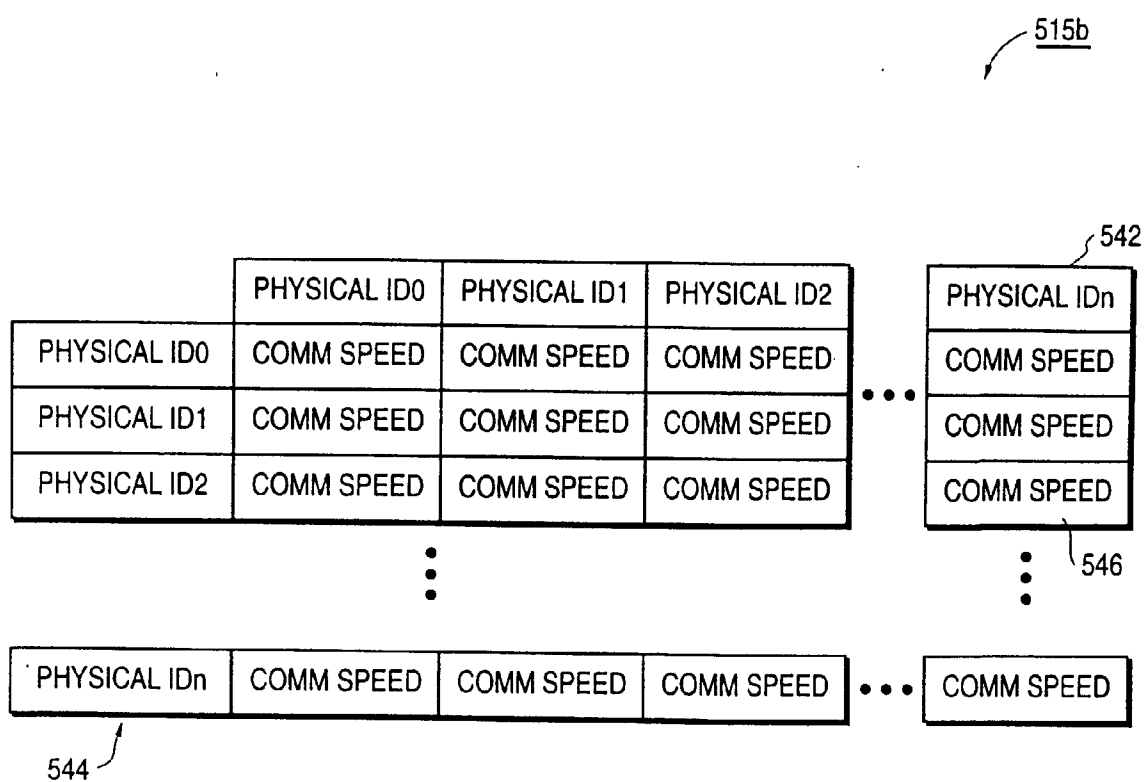 515b
542
PHYSICAL ID0 PHYSICAL ID1 PHYSICAL ID2 PHYSICAL IDn
PHYSICAL ID0 COMM SPEED COMM SPEED COMM SPEED COMM SPEED
PHYSICAL ID1 COMM SPEED COMM SPEED COMM SPEED ••• COMM SPEED
PHYSICAL ID2 COMM SPEED COMM SPEED COMM SPEED COMM SPEED
546
PHYSICAL IDn COMM SPEED COMM SPEED COMM SPEED ••• COMM SPEED
544